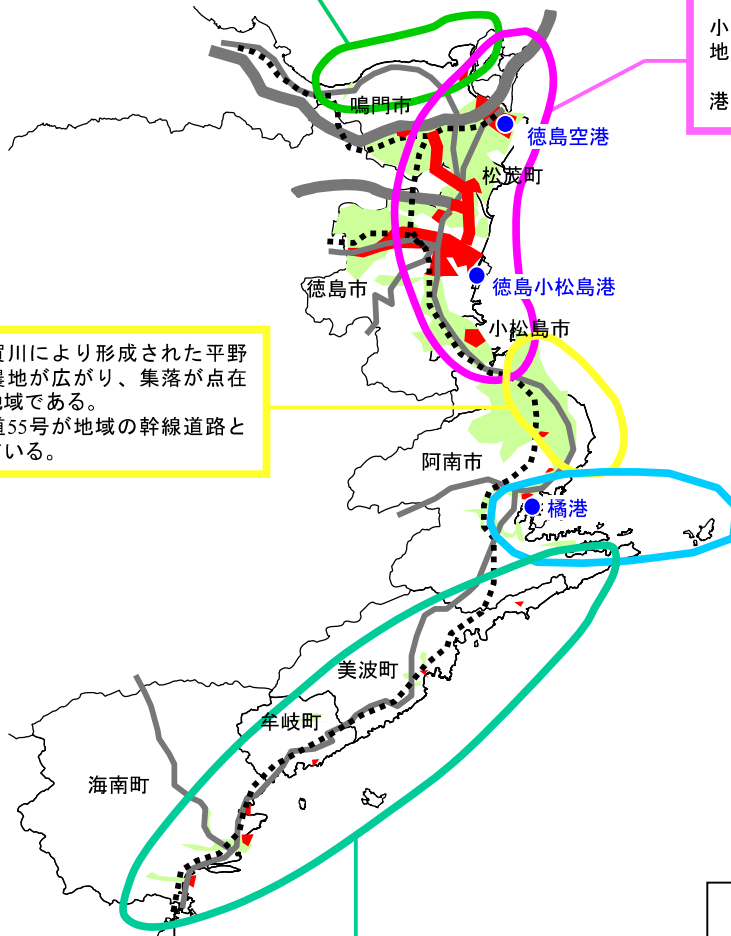 小
地
港
鳴門市
徳島空港
松茂町
徳島市
徳島小松島港
小松島市
賀川により形成された平野
農地が広がり、集落が点在
地域である。
道55号が地域の幹線道路と
ている。
阿南市
橘港
美波町
牟岐町
海南町